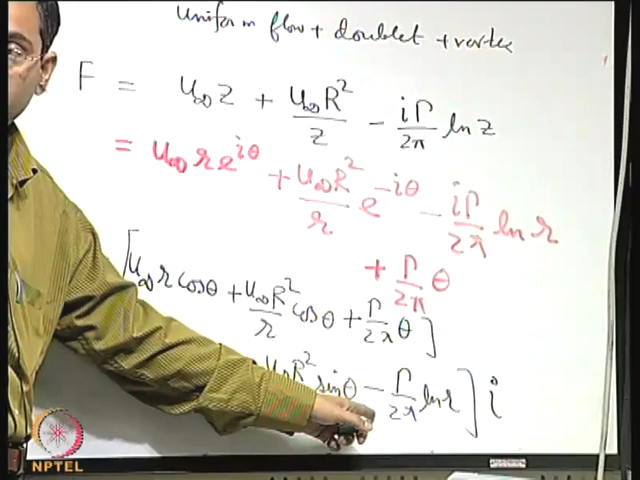 Uniform flow + doublet + vortex
F = u∞ z + u∞R²/z - iΓ/2π ln z
= u∞ r e^{iθ} + u∞R²/r e^{-iθ} - iΓ/2π ln r
+ Γ/2π θ
[u∞ r cosθ + u∞R²/r cosθ + Γ/2π θ]
u∞R² sinθ - Γ/2π ln r] i
NPTEL